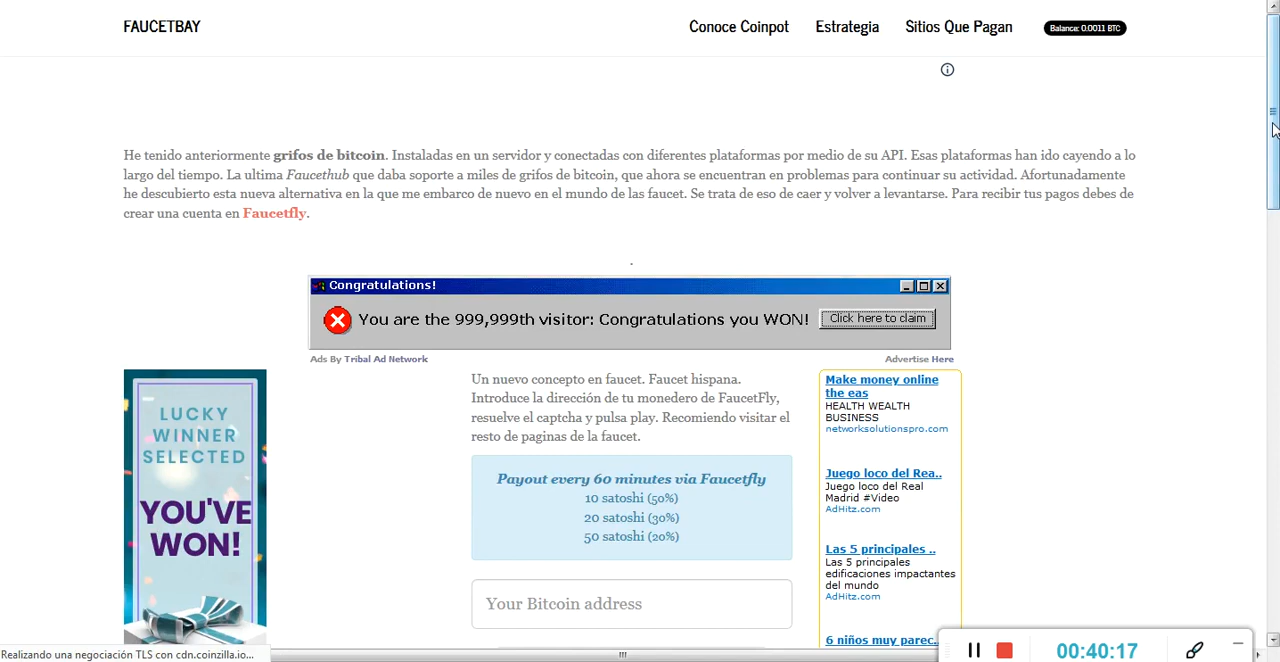 FAUCETBAY
Conoce Coinpot
Estrategia
Sitios Que Pagan
Balance: 0.0011 BTC
He tenido anteriormente grifos de bitcoin. Instaladas en un servidor y conectadas con diferentes plataformas por medio de su API. Esas plataformas han ido cayendo a lo
largo del tiempo. La ultima Faucethub que daba soporte a miles de grifos de bitcoin, que ahora se encuentran en problemas para continuar su actividad. Afortunadamente
he descubierto esta nueva alternativa en la que me embarco de nuevo en el mundo de las faucet. Se trata de eso de caer y volver a levantarse. Para recibir tus pagos debes de
crear una cuenta en Faucetfly.
.
Congratulations!
You are the 999,999th visitor: Congratulations you WON!
Click here to claim
Ads By Tribal Ad Network
Advertise Here
LUCKY
WINNER
SELECTED
YOU'VE
WON!
Un nuevo concepto en faucet. Faucet hispana.
Introduce la dirección de tu monedero de FaucetFly,
resuelve el captcha y pulsa play. Recomiendo visitar el
resto de paginas de la faucet.
Payout every 60 minutes via Faucetfly
10 satoshi (50%)
20 satoshi (30%)
50 satoshi (20%)
Your Bitcoin address
Make money online
the eas
HEALTH WEALTH
BUSINESS
networksolutionspro.com
Juego loco del Rea..
Juego loco del Real
Madrid #Video
AdHitz.com
Las 5 principales ..
Las 5 principales
edificaciones impactantes
del mundo
AdHitz.com
6 niños muy parec..
Realizando una negociación TLS con cdn.coinzilla.io...
00:40:17